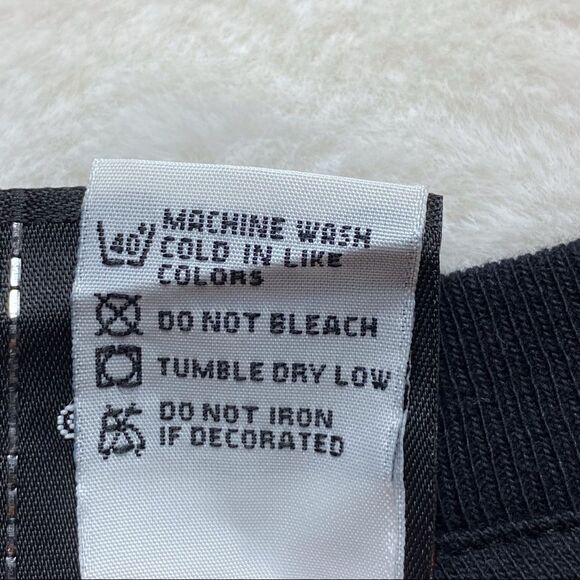 40
MACHINE WASH
COLD IN LIKE
COLORS
DO NOT BLEACH
TUMBLE DRY LOW
DO NOT IRON
IF DECORATED